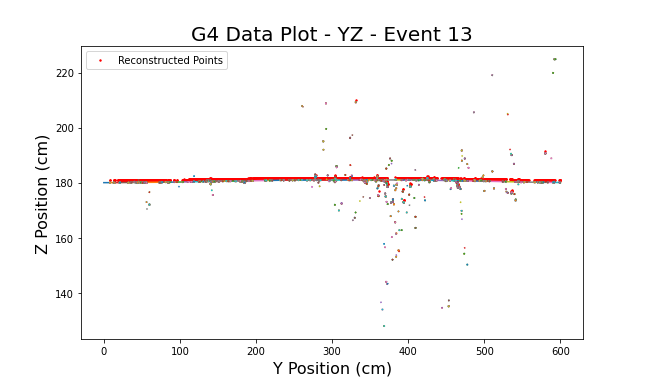 G4 Data Plot - YZ - Event 13
Reconstructed Points
Z Position (cm)
220
200
180
160
140
0 100 200 300 400 500 600
Y Position (cm)